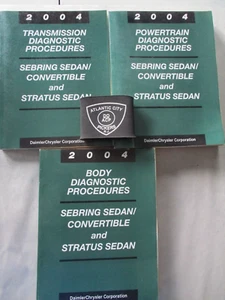 2004
TRANSMISSION
DIAGNOSTIC
PROCEDURES
SEBRING SEDAN/
CONVERTIBLE
and
STRATUS SEDAN
DaimlerChrysler Corporation
2004
POWERTRAIN
DIAGNOSTIC
PROCEDURES
SEBRING SEDAN/
CONVERTIBLE
and
STRATUS SEDAN
DaimlerChrysler Corporation
ATLANTIC CITY
PICKERS
2004
BODY
DIAGNOSTIC
PROCEDURES
SEBRING SEDAN/
CONVERTIBLE
and
STRATUS SEDAN
DaimlerChrysler Corporation